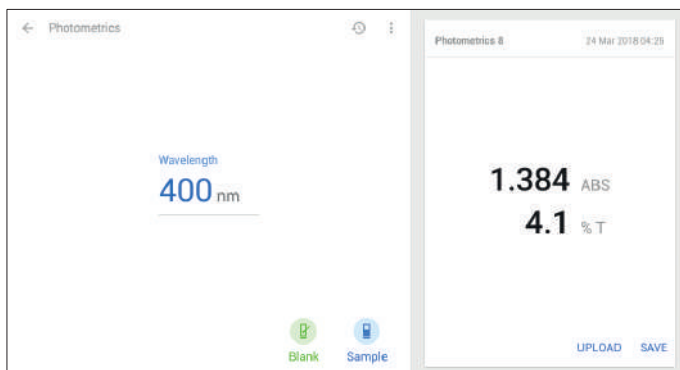 Photometrics
Wavelength
400 nm
Blank
Sample
Photometrics 8
24 Mar 2018 04:25
1.384 ABS
4.1 % T
UPLOAD
SAVE